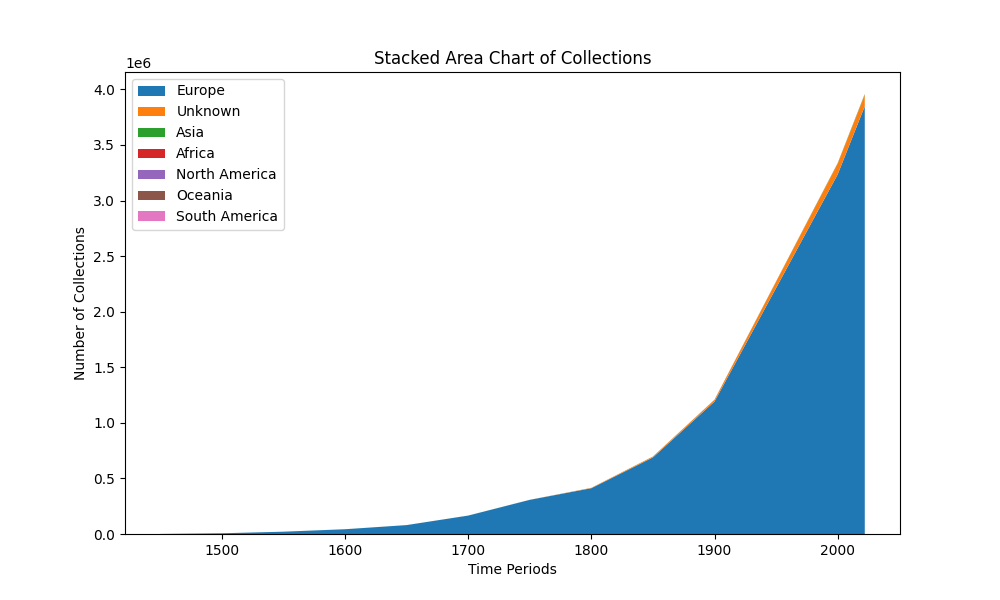 Stacked Area Chart of Collections
1e6
4.0
3.5
3.0
2.5
2.0
1.5
1.0
0.5
0.0
Number of Collections
Europe
Unknown
Asia
Africa
North America
Oceania
South America
1500 1600 1700 1800 1900 2000
Time Periods